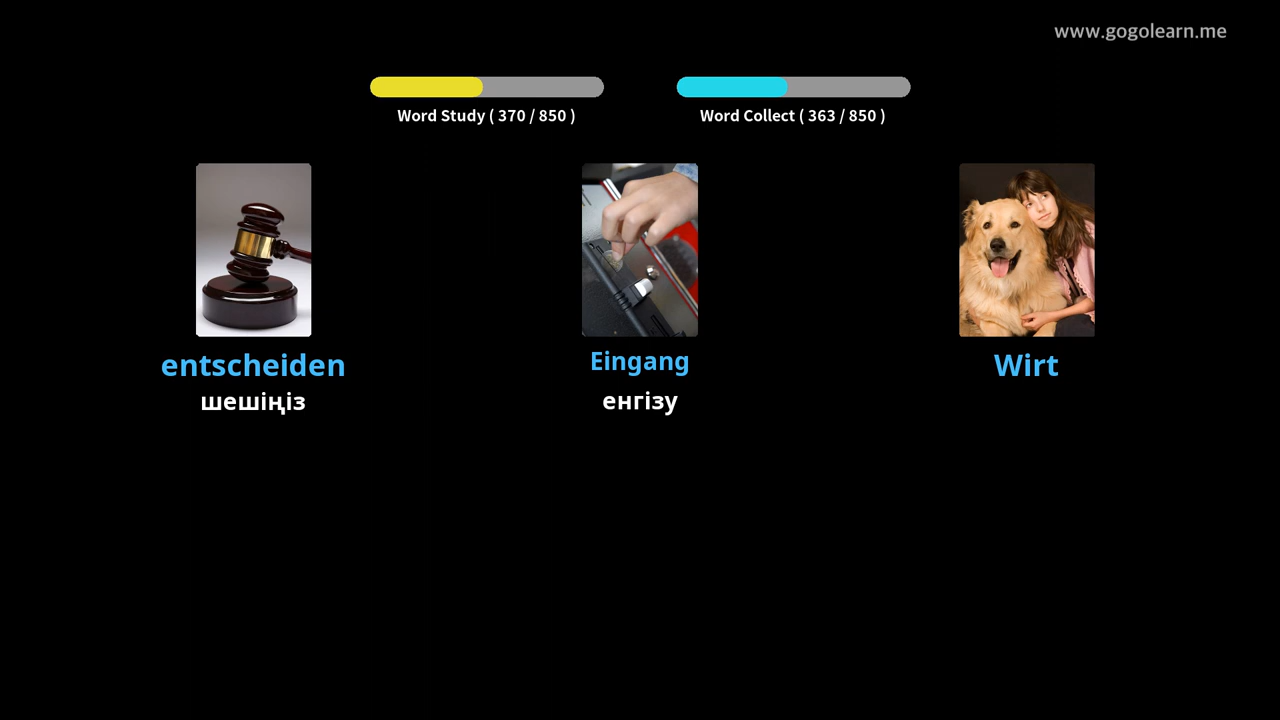 www.gogolearn.me
Word Study ( 370 / 850 )
Word Collect ( 363 / 850 )
entscheiden
шешіңіз
Eingang
енгізу
Wirt